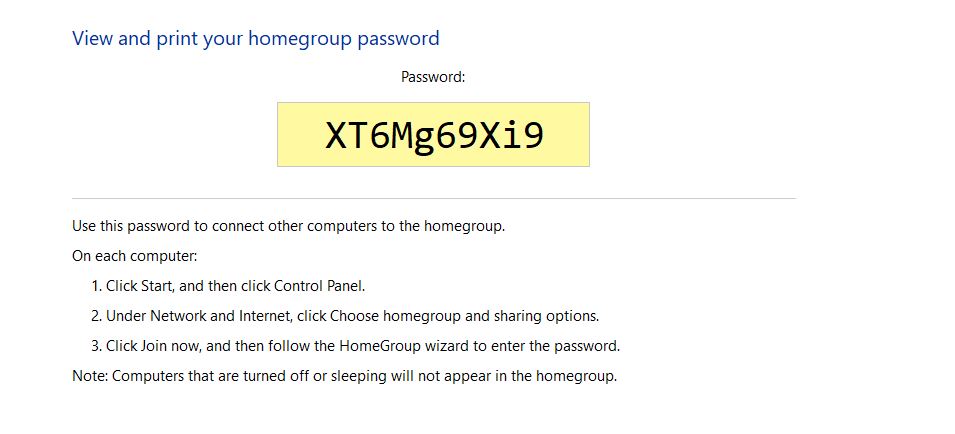 View and print your homegroup password
Password:
XT6Mg69Xi9
Use this password to connect other computers to the homegroup.
On each computer:
1. Click Start, and then click Control Panel.
2. Under Network and Internet, click Choose homegroup and sharing options.
3. Click Join now, and then follow the HomeGroup wizard to enter the password.
Note: Computers that are turned off or sleeping will not appear in the homegroup.